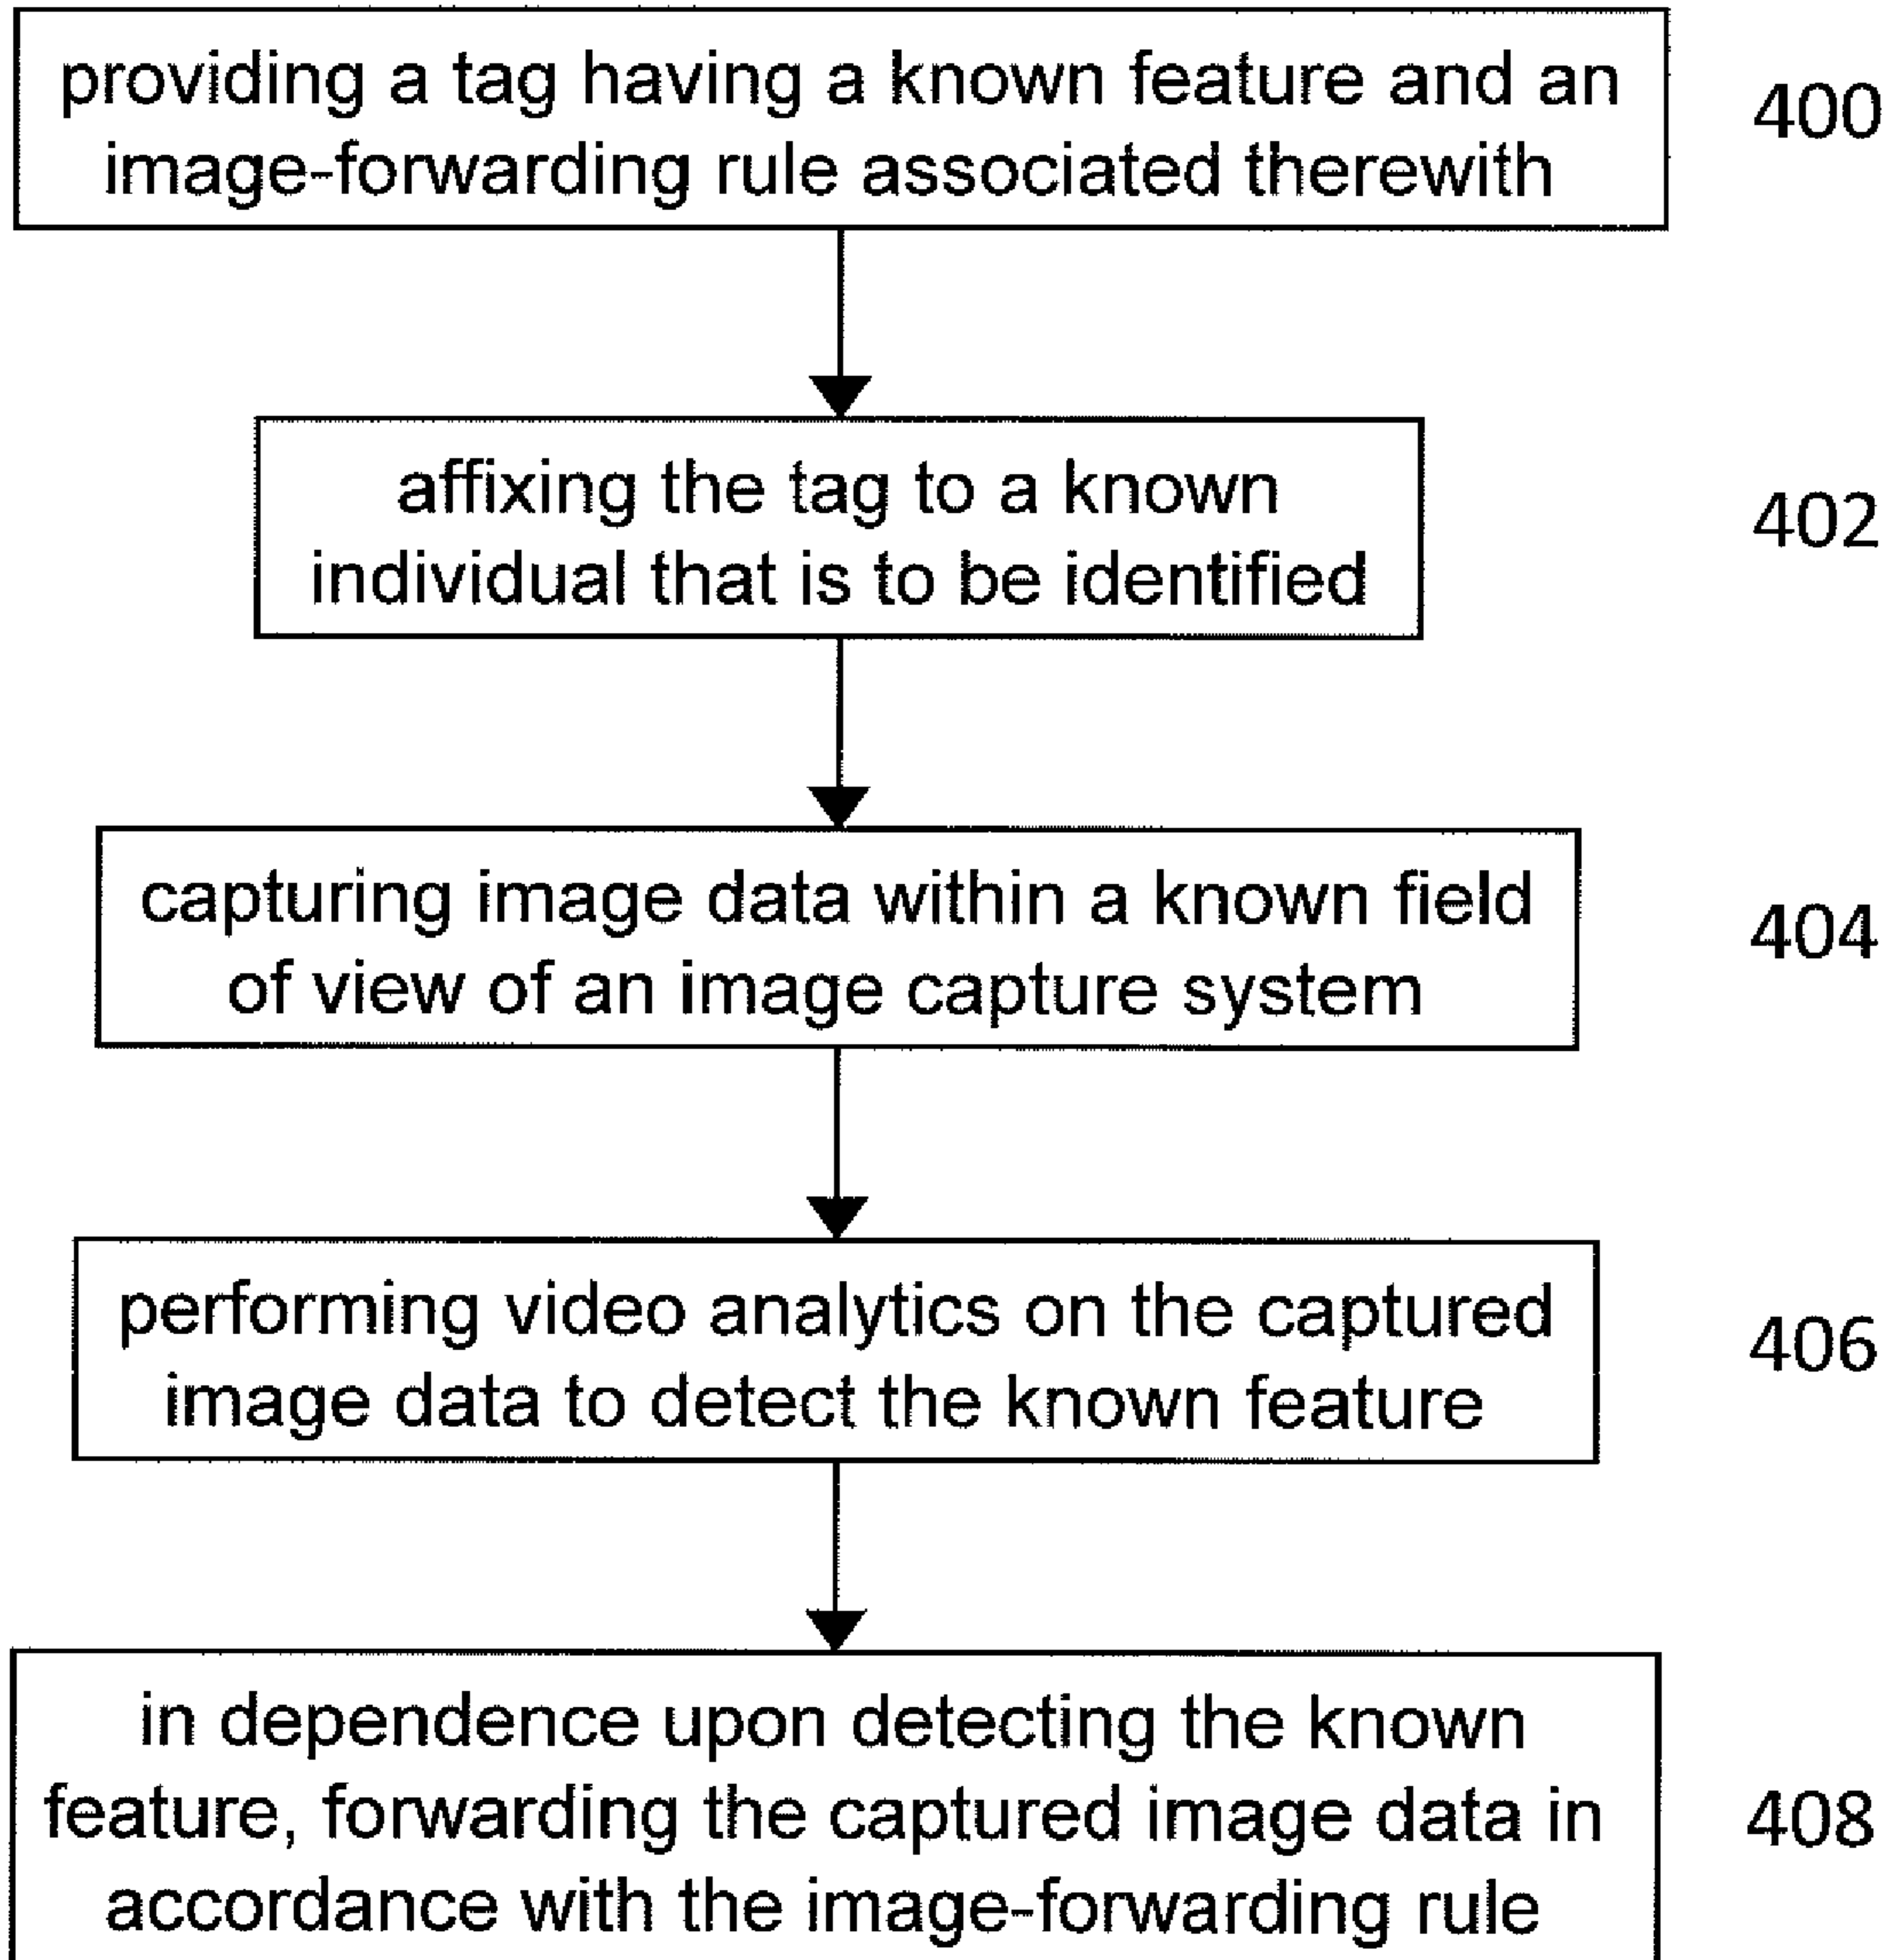 providing a tag having a known feature and an
image-forwarding rule associated therewith
400
affixing the tag to a known
individual that is to be identified
402
capturing image data within a known field
of view of an image capture system
404
performing video analytics on the captured
image data to detect the known feature
406
in dependence upon detecting the known
feature, forwarding the captured image data in
accordance with the image-forwarding rule
408